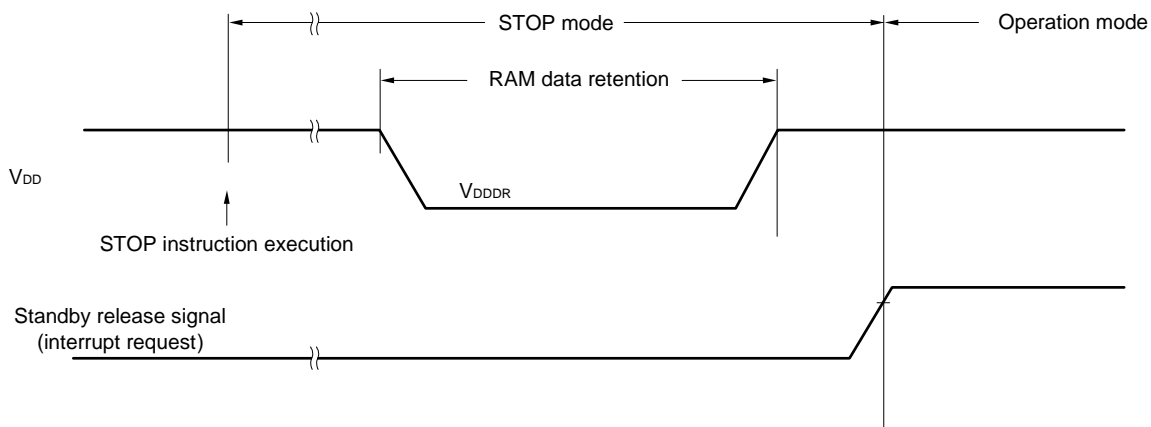 STOP mode
Operation mode
RAM data retention
VDD
VDDDR
STOP instruction execution
Standby release signal
(interrupt request)